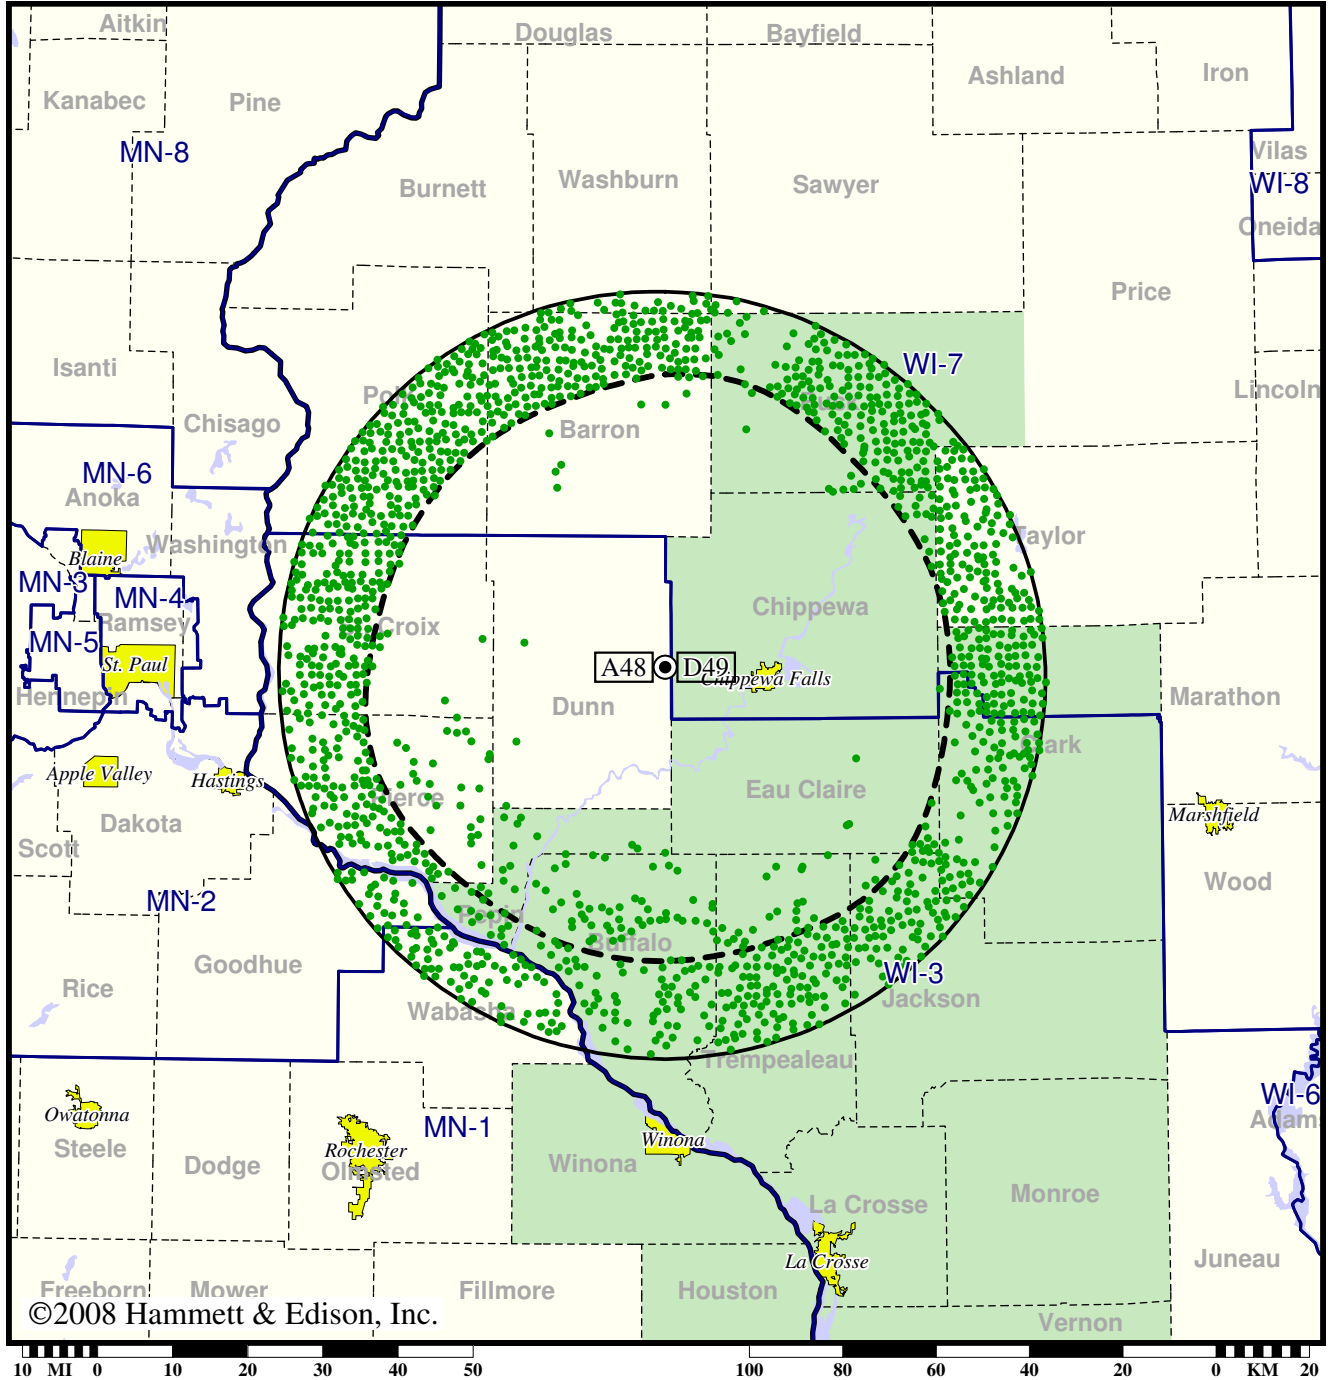 Aitkin
Douglas
Bayfield
Ashland
Iron
Kanabec
Pine
MN-8
Vilas
WI-8
Burnett
Washburn
Sawyer
Oneida
Price
Isanti
WI-7
Lincoln
Chisago
Barron
MN-6
Anoka
Washington
Blaine
Taylor
MN-3
MN-4
Chippewa
Ramsey
Croix
MN-5
St. Paul
A48
D49
Chippewa Falls
Hennepin
Dunn
Marathon
Clark
Apple Valley
Hastings
Eau Claire
Pierce
Dakota
Marshfield
Scott
Wood
MN-2
Pepin
Buffalo
Goodhue
WI-3
Rice
Jackson
Wabasha
Trempealeau
WI-6
Owatonna
Adams
MN-1
Steele
Rochester
Winona
Dodge
Olmsted
Winona
Monroe
La Crosse
La Crosse
Juneau
Freeborn
Mower
Fillmore
Houston
©2008 Hammett & Edison, Inc.
Vernon
10 MI 0 10 20 30 40 50 100 80 60 40 20 0 KM 20